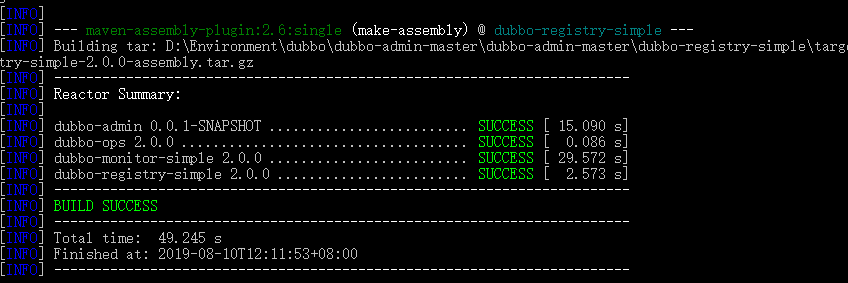 [INFO]
[INFO] --- maven-assembly-plugin:2.6:single (make-assembly) @ dubbo-registry-simple ---
[INFO] Building tar: D:\Environment\dubbo\dubbo-admin-master\dubbo-admin-master\dubbo-registry-simple\targe
try-simple-2.0.0-assembly.tar.gz
[INFO] ------------------------------------------------------------------------
[INFO] Reactor Summary:
[INFO]
[INFO] dubbo-admin 0.0.1-SNAPSHOT ......................... SUCCESS [ 15.090 s]
[INFO] dubbo-ops 2.0.0 .................................... SUCCESS [  0.086 s]
[INFO] dubbo-monitor-simple 2.0.0 ......................... SUCCESS [ 29.572 s]
[INFO] dubbo-registry-simple 2.0.0 ........................ SUCCESS [  2.573 s]
[INFO] ------------------------------------------------------------------------
[INFO] BUILD SUCCESS
[INFO] ------------------------------------------------------------------------
[INFO] Total time:  49.245 s
[INFO] Finished at: 2019-08-10T12:11:53+08:00
[INFO] ------------------------------------------------------------------------